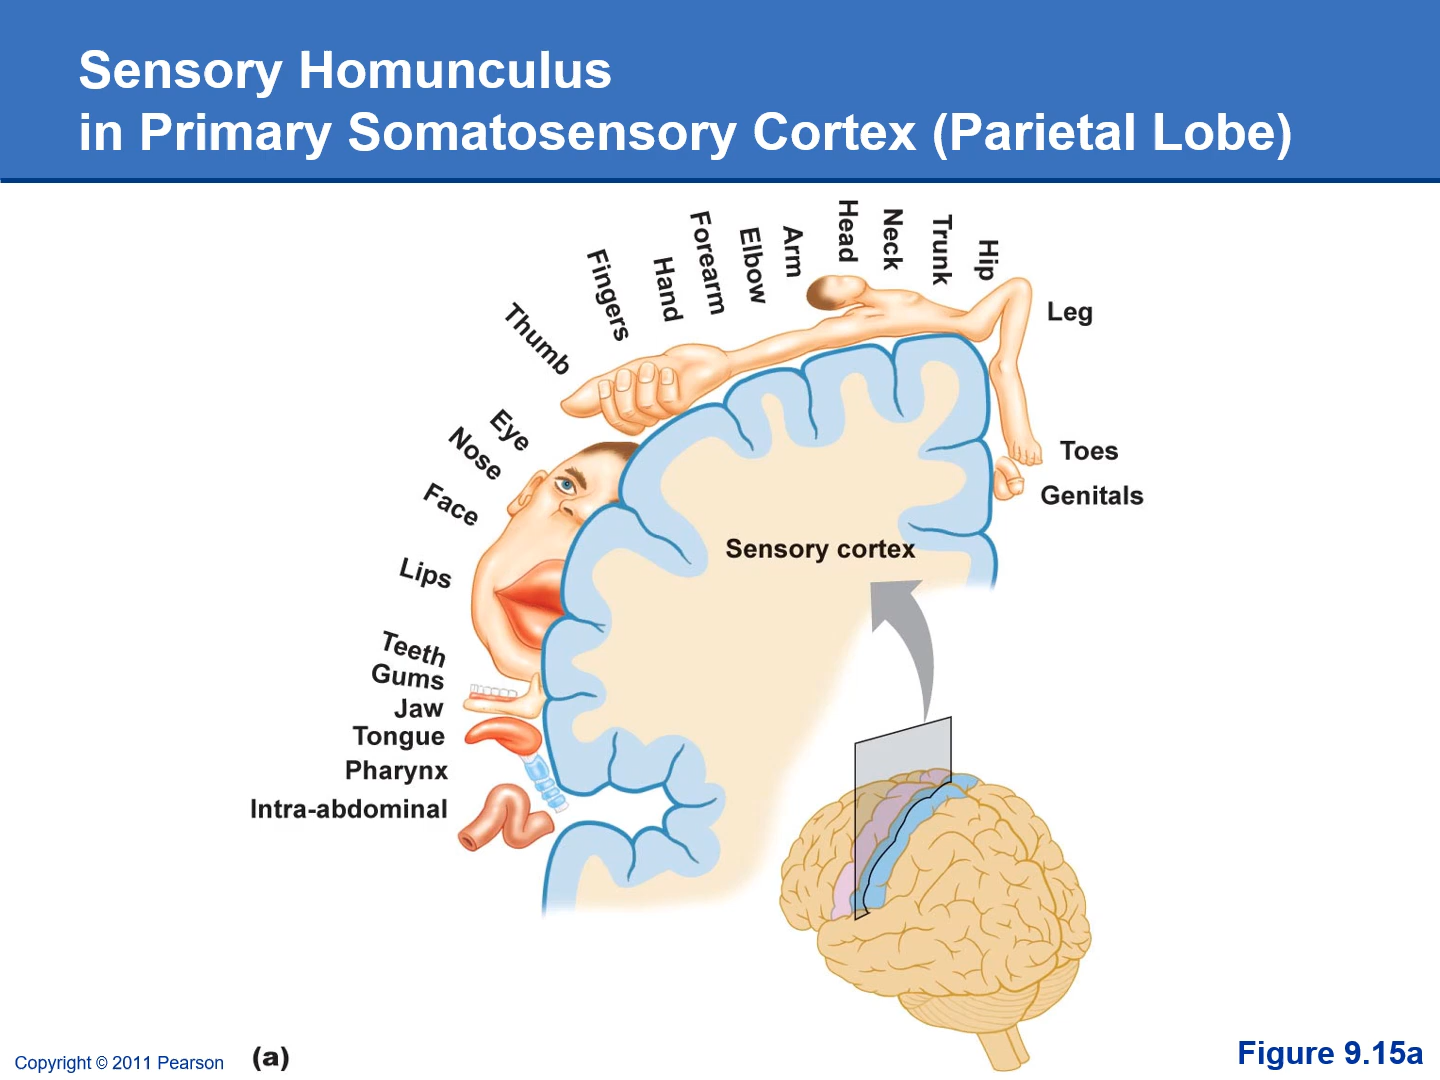 Sensory Homunculus
in Primary Somatosensory Cortex (Parietal Lobe)
Head
Neck
Trunk
Hip
Arm
Elbow
Forearm
Hand
Fingers
Thumb
Leg
Eye
Nose
Face
Toes
Genitals
Lips
Sensory cortex
Teeth
Gums
Jaw
Tongue
Pharynx
Intra-abdominal
Copyright © 2011 Pearson
(a)
Figure 9.15a